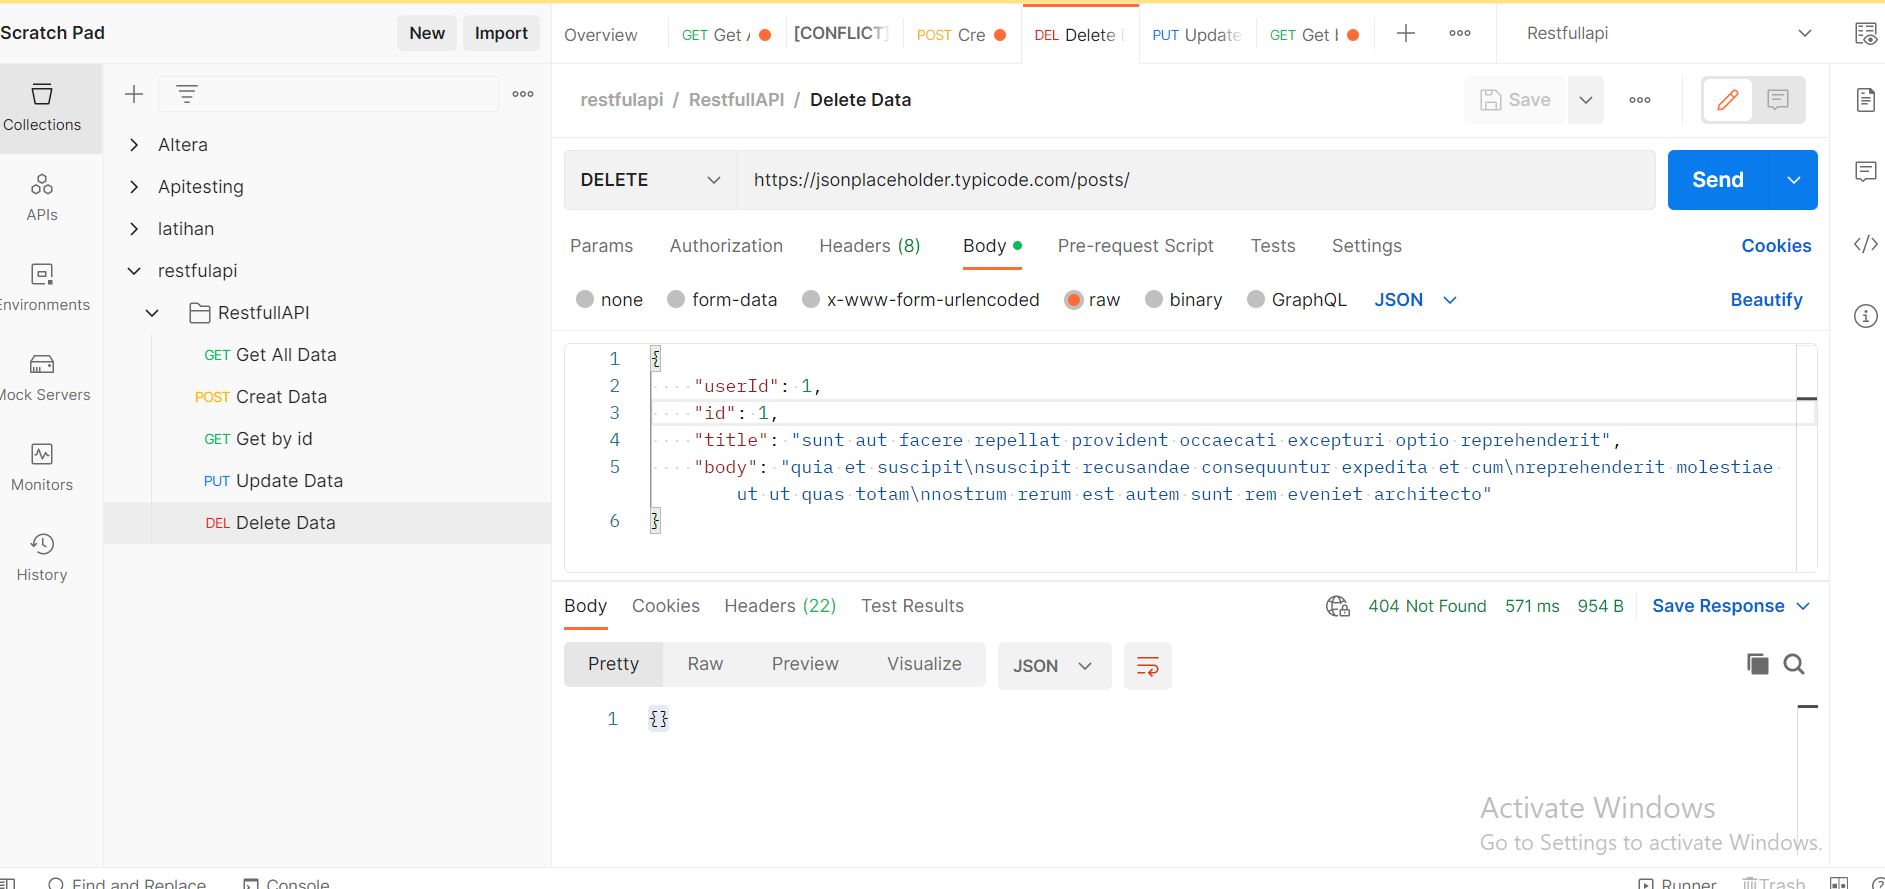 Scratch Pad
New
Import
Overview
GET Get
[CONFLICT]
POST Cre
DEL Delete
PUT Update
GET Get
Restfullapi
Collections
APIs
Environments
Mock Servers
Monitors
History
Altera
Apitesting
latihan
restfulapi
RestfullAPI
GET Get All Data
POST Creat Data
GET Get by id
PUT Update Data
DEL Delete Data
restfulapi / RestfullAPI / Delete Data
Save
DELETE
https://jsonplaceholder.typicode.com/posts/
Send
Params
Authorization
Headers (8)
Body
Pre-request Script
Tests
Settings
Cookies
none
form-data
x-www-form-urlencoded
raw
binary
GraphQL
JSON
Beautify
1 {
2 "userId": 1,
3 "id": 1,
4 "title": "sunt aut facere repellat provident occaecati excepturi optio reprehenderit",
5 "body": "quia et suscipit\nsuscipit recusandae consequuntur expedita et cum\nreprehenderit molestiae
ut ut quas totam\nnostrum rerum est autem sunt rem eveniet architecto"
6 }
Body
Cookies
Headers (22)
Test Results
404 Not Found
571 ms
954 B
Save Response
Pretty
Raw
Preview
Visualize
JSON
1 {}
Activate Windows
Go to Settings to activate Windows.
Find and Replace
Console
Runner
Trash